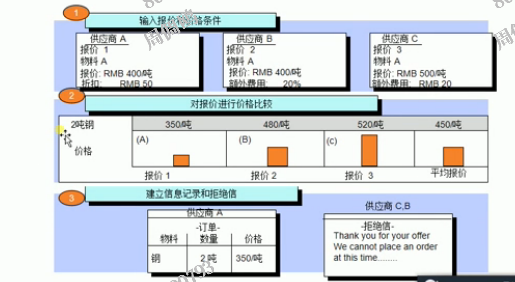 1
输入报价和价格条件
供应商 A
报价 1
物料 A
报价: RMB 400/吨
折扣: RMB 50
供应商 B
报价 2
物料 A
报价: RMB 400/吨
额外费用: 20%
供应商 C
报价 3
物料 A
报价: RMB 500/吨
额外费用: RMB 20
2
对报价进行价格比较
2吨钢 350/吨 480/吨 520/吨 450/吨
价格 (A) (B) (c)
报价 1 报价 2 报价 3 平均报价
3
建立信息记录和拒绝信
供应商 A
-订单-
物料 数量 价格
钢 2 吨 350/吨
供应商 C,B
-拒绝信-
Thank you for your offer
We cannot place an order
at this time........